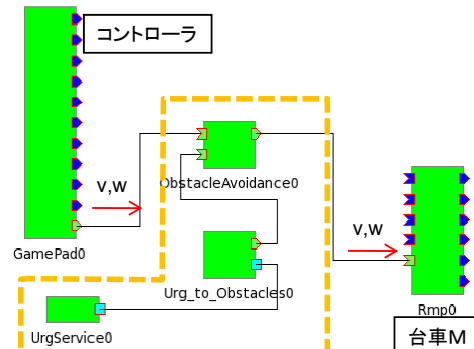 コントローラ
ObstacleAvoidance0
v,w
v,w
GamePad0
Urg_to_Obstacles0
UrgService0
Rmp0
台車M